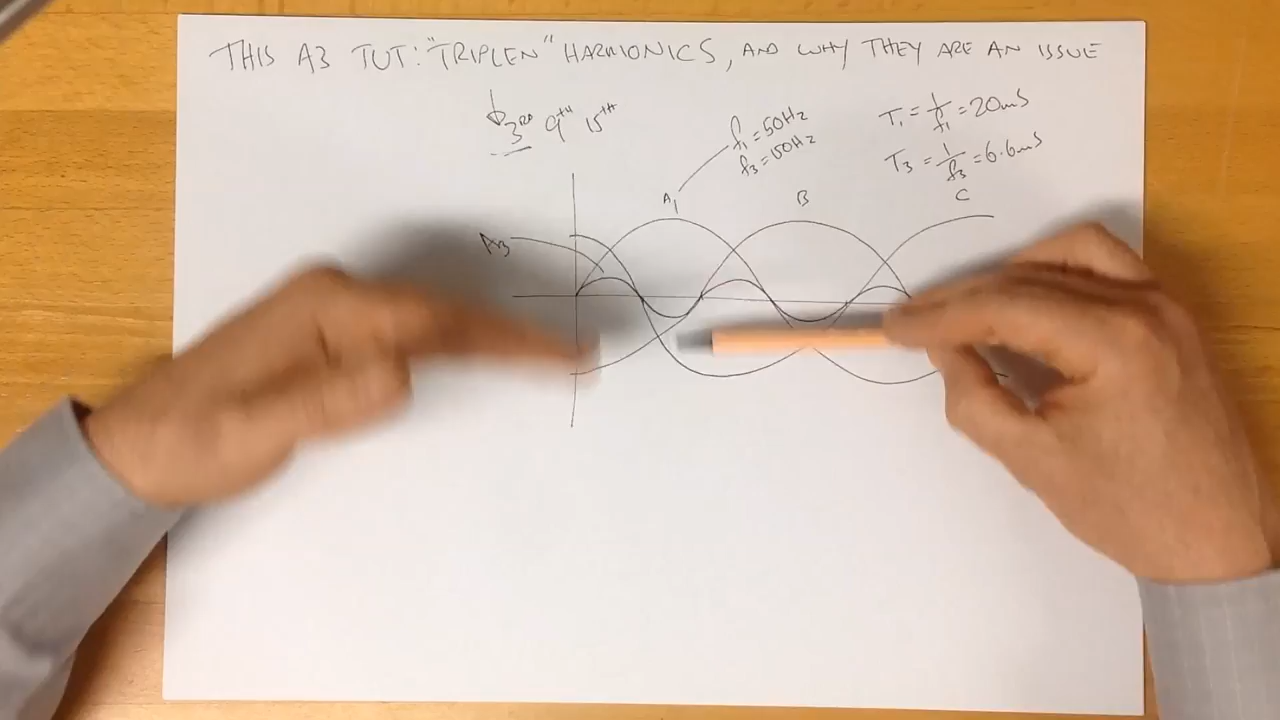 THIS A3 TUT: "TRIPLEN" HARMONICS, AND WHY THEY ARE AN ISSUE
3RD 9TH 15TH
f1 = 50Hz
f3 = 150Hz
T1 = 1/f1 = 20mS
T3 = 1/f3 = 6.6mS
A1
B
C
A3